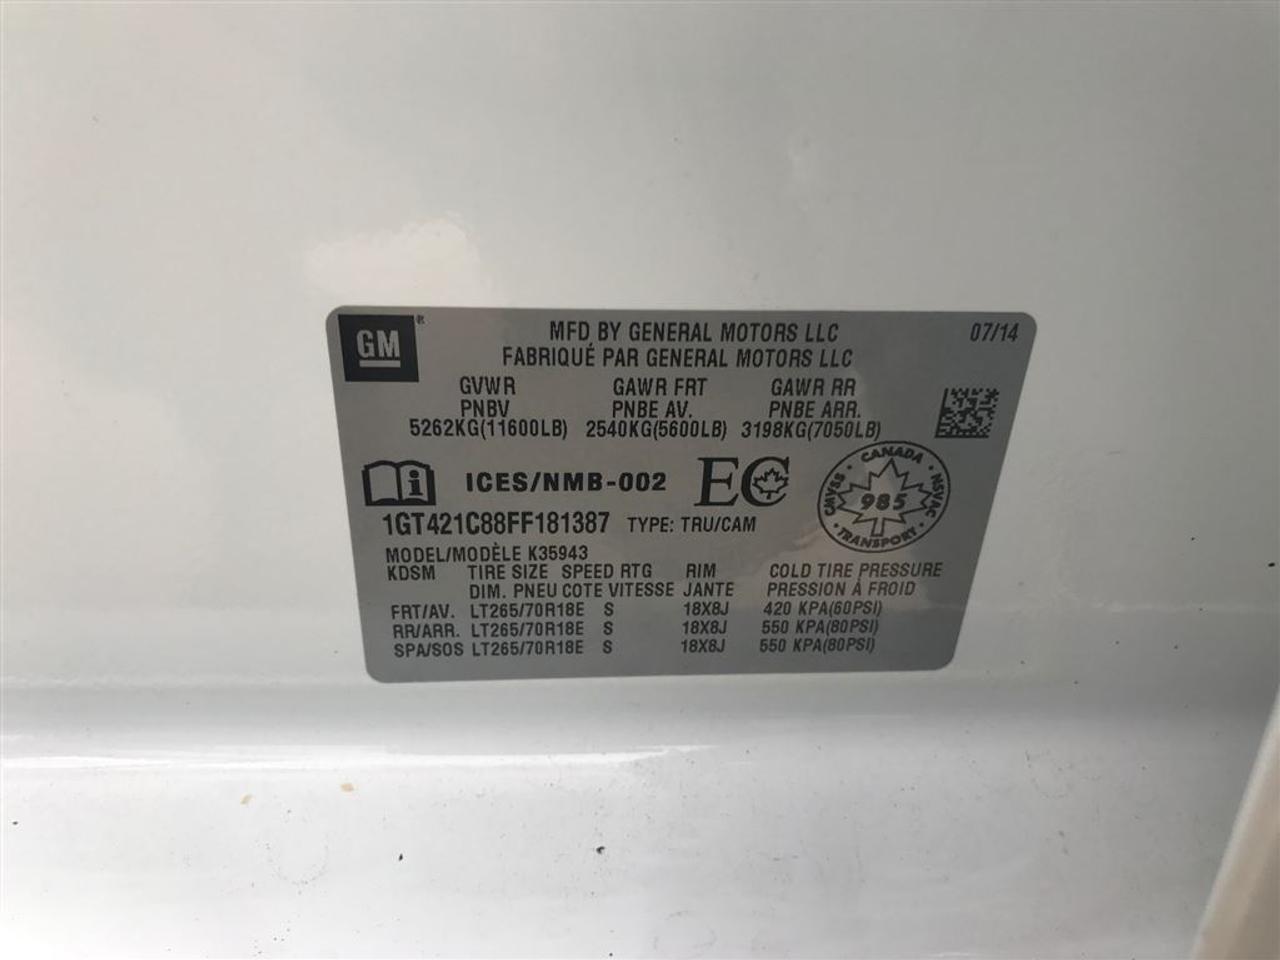 GM®
MFD BY GENERAL MOTORS LLC 07/14
FABRIQUÉ PAR GENERAL MOTORS LLC
GVWR GAWR FRT GAWR RR
PNBV PNBE AV. PNBE ARR.
5262KG(11600LB) 2540KG(5600LB) 3198KG(7050LB)
i ICES/NMB-002 EC
CANADA
CMVSS • 985 • NSVAC
TRANSPORT
1GT421C88FF181387 TYPE: TRU/CAM
MODEL/MODÈLE K35943
KDSM TIRE SIZE SPEED RTG RIM COLD TIRE PRESSURE
DIM. PNEU COTE VITESSE JANTE PRESSION À FROID
FRT/AV. LT265/70R18E S 18X8J 420 KPA(60PSI)
RR/ARR. LT265/70R18E S 18X8J 550 KPA(80PSI)
SPA/SOS LT265/70R18E S 18X8J 550 KPA(80PSI)